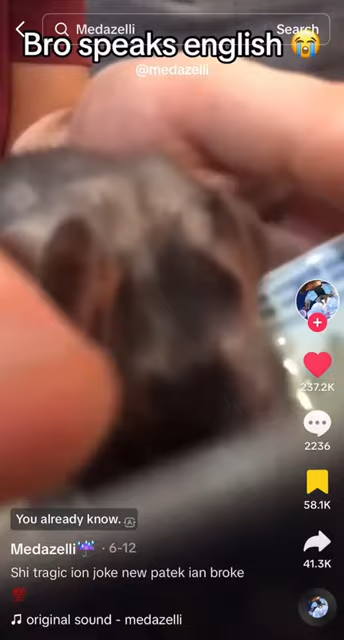 Medazelli
Search
Bro speaks english 😭
@medazelli
237.2K
2236
58.1K
41.3K
You already know.
Medazelli☔ · 6-12
Shi tragic ion joke new patek ian broke
💯
♫ original sound - medazelli